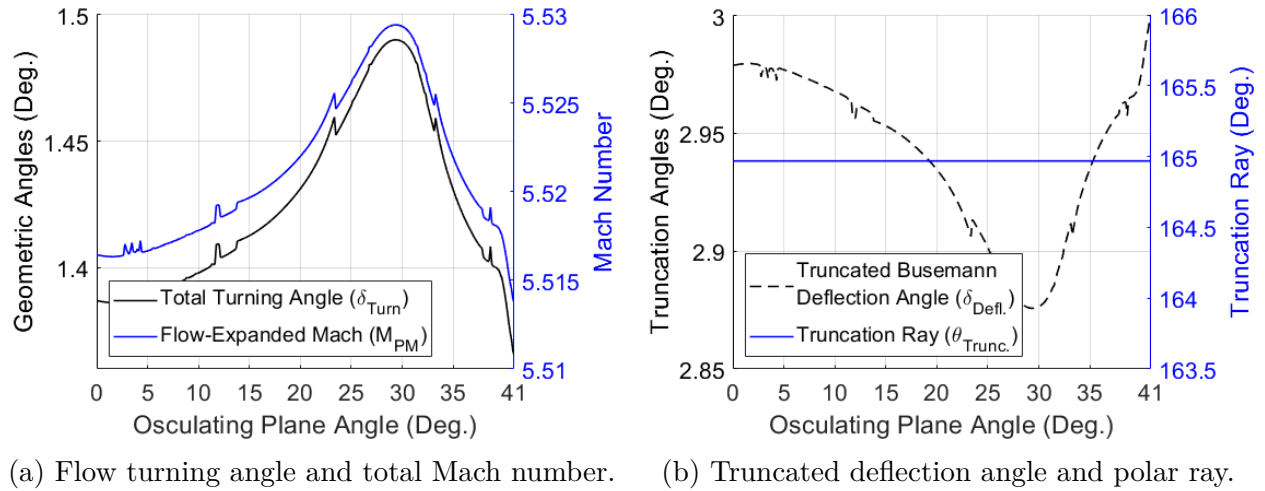 Geometric Angles (Deg.)
1.5
1.45
1.4
5.53
5.525
5.52
5.515
5.51
Mach Number
Total Turning Angle (δTurn)
Flow-Expanded Mach (MPM)
0 5 10 15 20 25 30 35 41
Osculating Plane Angle (Deg.)
(a) Flow turning angle and total Mach number.
Truncation Angles (Deg.)
3
2.95
2.9
2.85
166
165.5
165
164.5
164
163.5
Truncation Ray (Deg.)
Truncated Busemann
Deflection Angle (δDefl.)
Truncation Ray (θTrunc.)
0 5 10 15 20 25 30 35 41
Osculating Plane Angle (Deg.)
(b) Truncated deflection angle and polar ray.